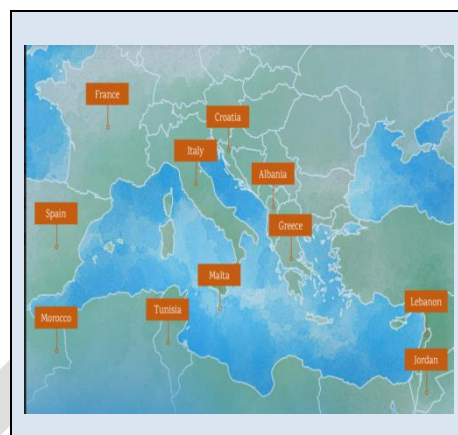 France
Croatia
Italy
Albania
Spain
Greece
Malta
Lebanon
Morocco
Tunisia
Jordan